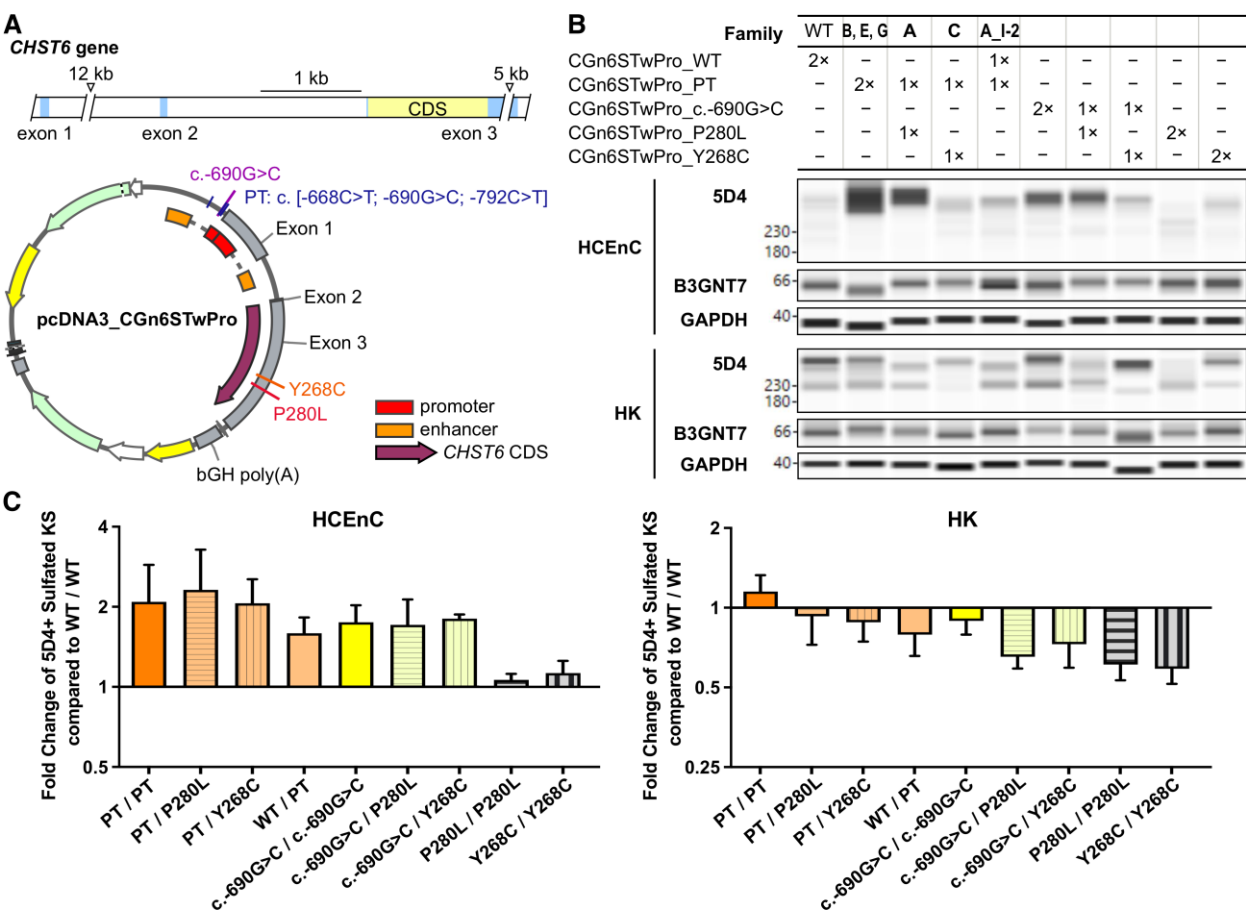 A
CHST6 gene
12 kb
1 kb
5 kb
CDS
exon 1
exon 2
exon 3
c.-690G>C
PT: c. [-668C>T; -690G>C; -792C>T]
Exon 1
Exon 2
Exon 3
pcDNA3_CGn6STwPro
Y268C
P280L
bGH poly(A)
promoter
enhancer
CHST6 CDS
B
Family WT B, E, G A C A_I-2
CGn6STwPro_WT 2× – – – 1× – – – – –
CGn6STwPro_PT – 2× 1× 1× 1× – – – – –
CGn6STwPro_c.-690G>C – – – – – 2× 1× 1× – –
CGn6STwPro_P280L – – 1× – – – 1× – 2× –
CGn6STwPro_Y268C – – – 1× – – – 1× – 2×
HCEnC
5D4
230
180
B3GNT7 66
GAPDH 40
HK
5D4
230
180
B3GNT7 66
GAPDH 40
C
HCEnC
Fold Change of 5D4+ Sulfated KS
compared to WT / WT
4
2
1
0.5
PT / PT
PT / P280L
PT / Y268C
WT / PT
c.-690G>C / c.-690G>C
c.-690G>C / P280L
c.-690G>C / Y268C
P280L / P280L
Y268C / Y268C
HK
Fold Change of 5D4+ Sulfated KS
compared to WT / WT
2
1
0.5
0.25
PT / PT
PT / P280L
PT / Y268C
WT / PT
c.-690G>C / c.-690G>C
c.-690G>C / P280L
c.-690G>C / Y268C
P280L / P280L
Y268C / Y268C